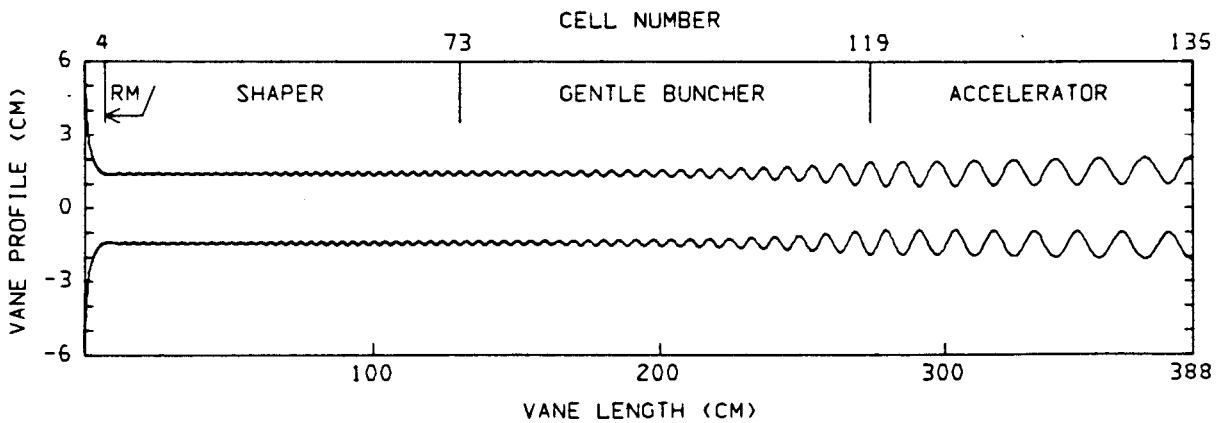 CELL NUMBER
4 73 119 135
RM SHAPER GENTLE BUNCHER ACCELERATOR
VANE PROFILE (CM)
6
3
0
-3
-6
100 200 300 388
VANE LENGTH (CM)